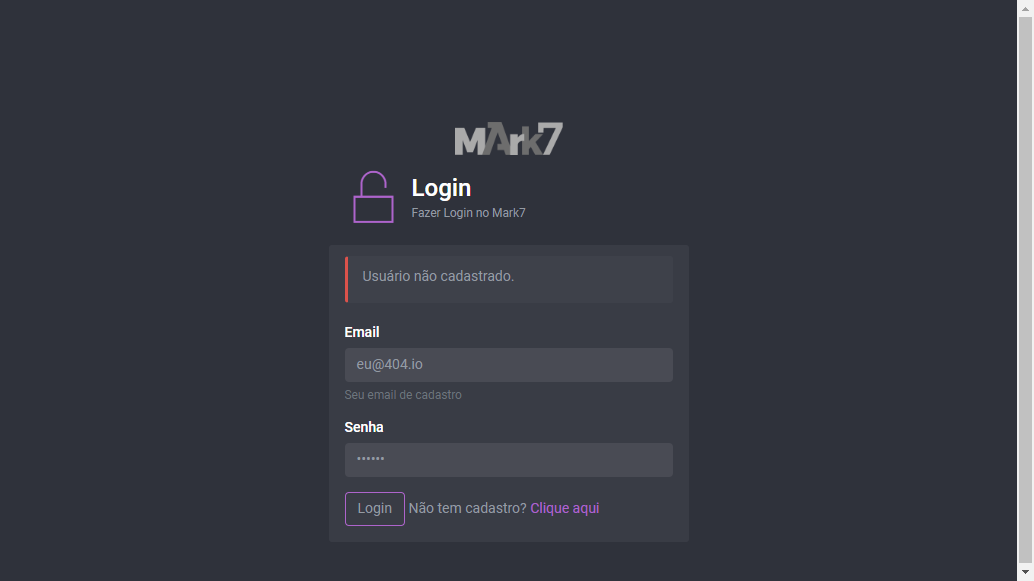 MArk7
Login
Fazer Login no Mark7
Usuário não cadastrado.
Email
eu@404.io
Seu email de cadastro
Senha
••••••
Login Não tem cadastro? Clique aqui